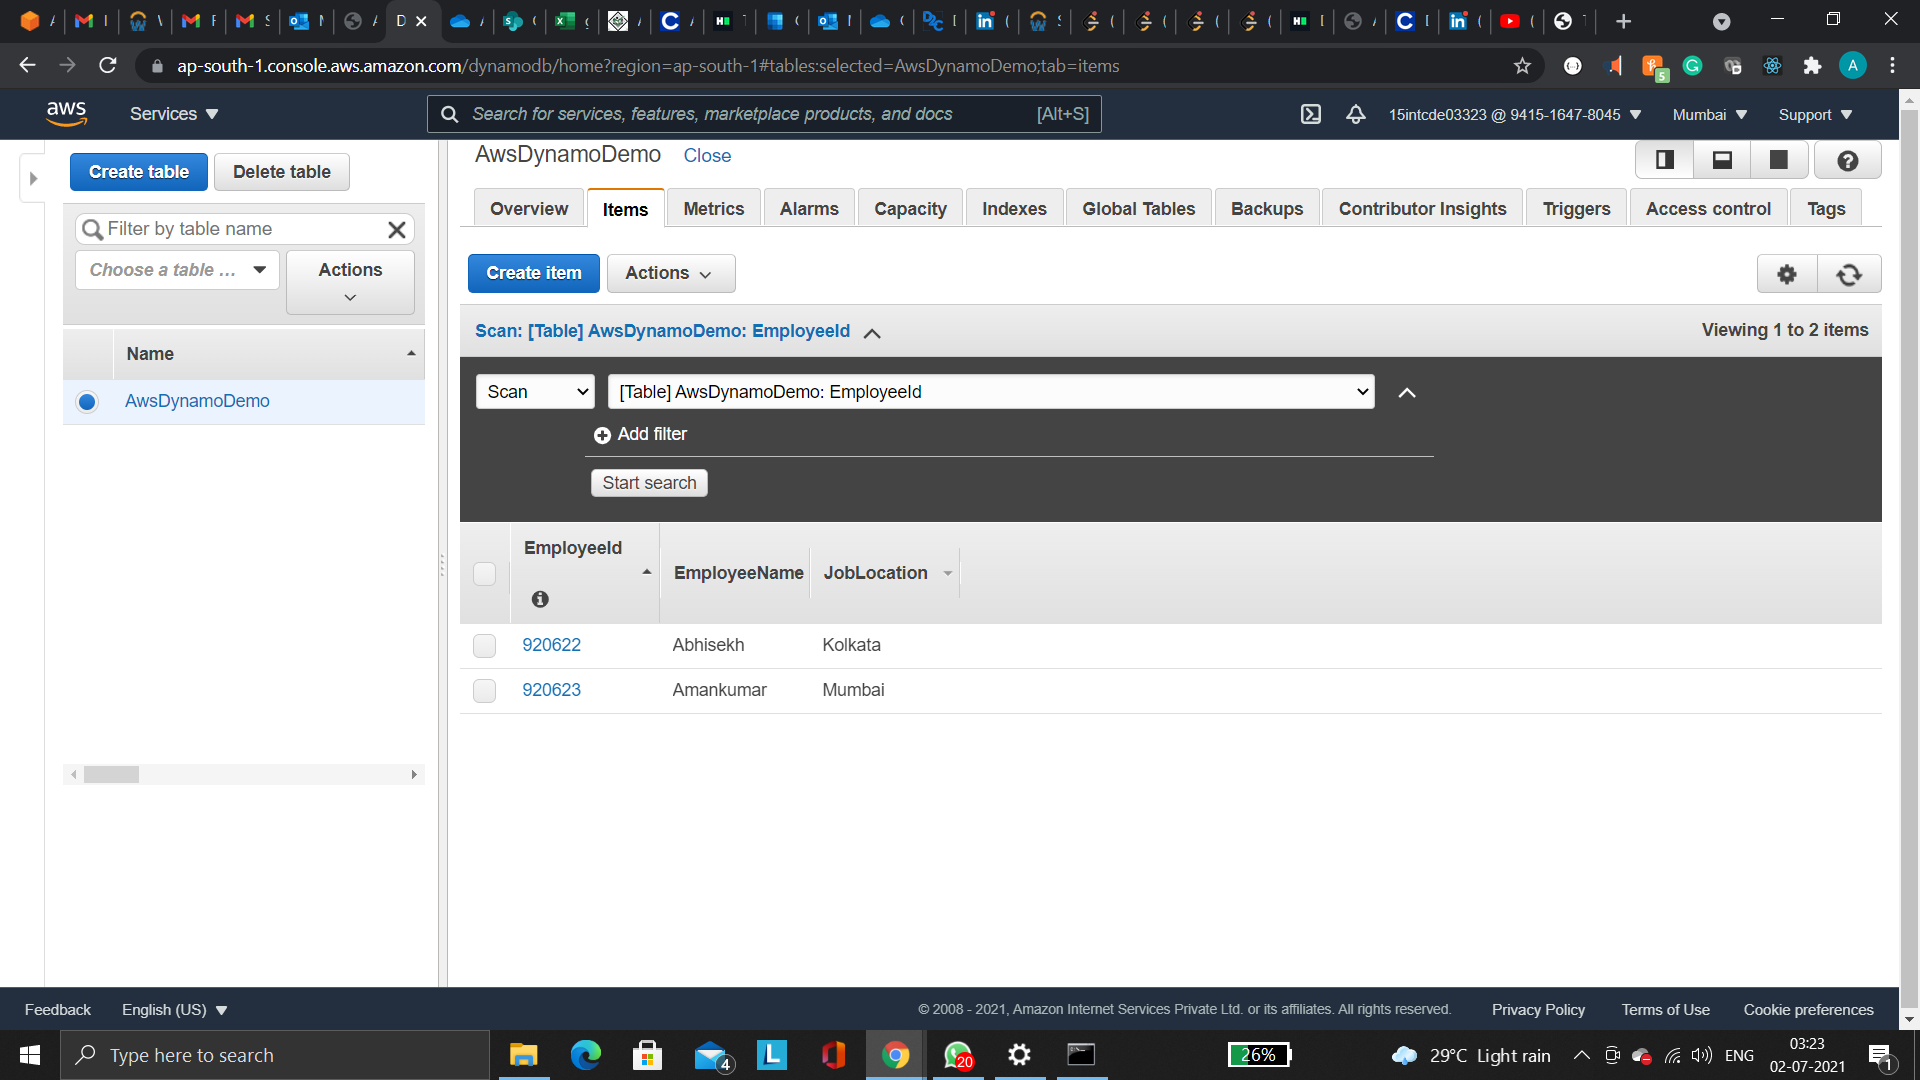 ap-south-1.console.aws.amazon.com/dynamodb/home?region=ap-south-1#tables:selected=AwsDynamoDemo;tab=items
aws Services Search for services, features, marketplace products, and docs [Alt+S] 15intcde03323 @ 9415-1647-8045 Mumbai Support
Create table Delete table
Filter by table name
Choose a table ... Actions
Name
AwsDynamoDemo
AwsDynamoDemo Close
Overview Items Metrics Alarms Capacity Indexes Global Tables Backups Contributor Insights Triggers Access control Tags
Create item Actions
Scan: [Table] AwsDynamoDemo: EmployeeId Viewing 1 to 2 items
Scan [Table] AwsDynamoDemo: EmployeeId
Add filter
Start search
EmployeeId EmployeeName JobLocation
920622 Abhisekh Kolkata
920623 Amankumar Mumbai
Feedback English (US) © 2008 - 2021, Amazon Internet Services Private Ltd. or its affiliates. All rights reserved. Privacy Policy Terms of Use Cookie preferences
Type here to search 4 20 26% 29°C Light rain ENG 03:23
02-07-2021 1